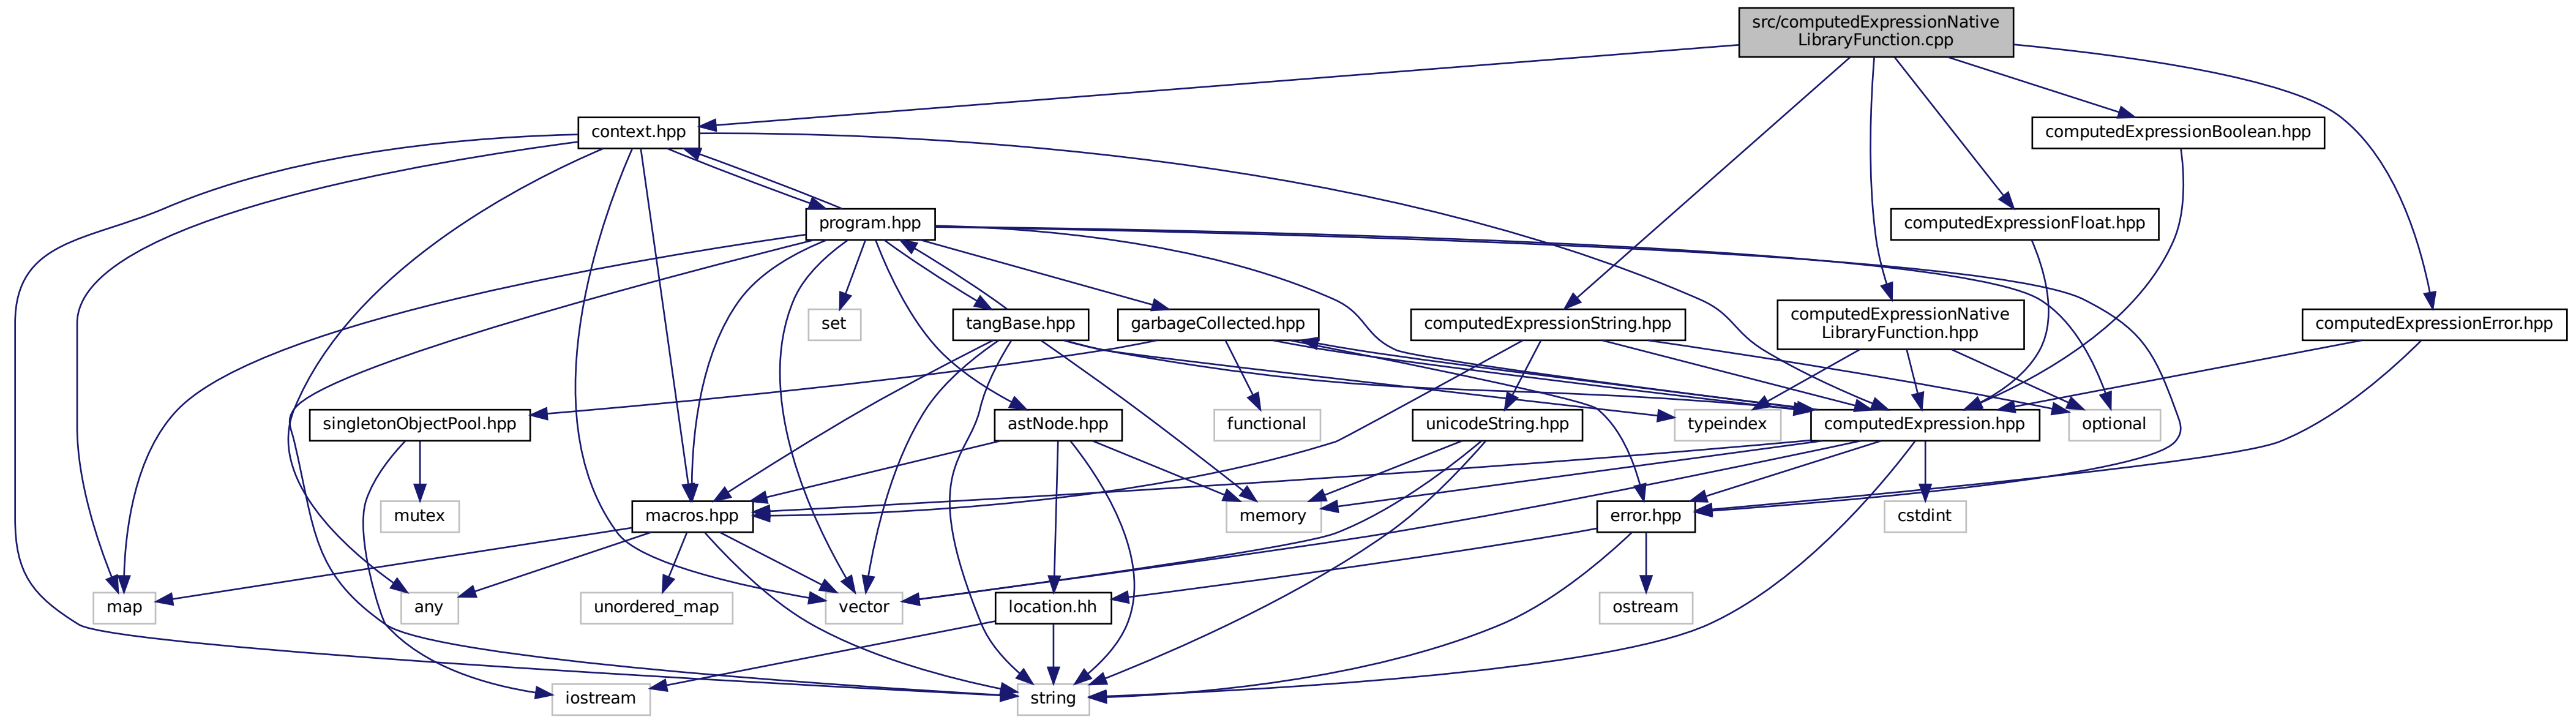 src/computedExpressionNative
LibraryFunction.cpp
context.hpp
computedExpressionBoolean.hpp
program.hpp
computedExpressionFloat.hpp
set
tangBase.hpp
garbageCollected.hpp
computedExpressionString.hpp
computedExpressionNative
LibraryFunction.hpp
computedExpressionError.hpp
singletonObjectPool.hpp
astNode.hpp
functional
unicodeString.hpp
typeindex
computedExpression.hpp
optional
mutex
macros.hpp
memory
error.hpp
cstdint
map
any
unordered_map
vector
location.hh
ostream
iostream
string